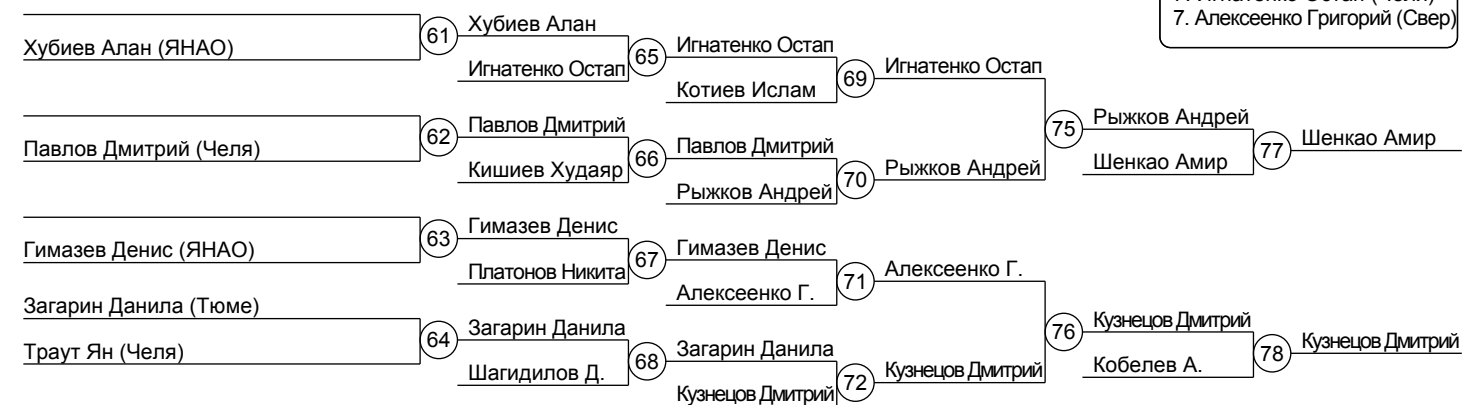 7. Игнатенко Остап (Челя)
7. Алексеенко Григорий (Свер)
Хубиев Алан (ЯНАО)
61
Хубиев Алан
Игнатенко Остап
65
Игнатенко Остап
Котиев Ислам
69
Игнатенко Остап
Павлов Дмитрий (Челя)
62
Павлов Дмитрий
Кишиев Худаяр
66
Павлов Дмитрий
Рыжков Андрей
70
Рыжков Андрей
75
Рыжков Андрей
Шенкао Амир
77
Шенкао Амир
Гимазев Денис (ЯНАО)
63
Гимазев Денис
Платонов Никита
67
Гимазев Денис
Алексеенко Г.
71
Алексеенко Г.
Загарин Данила (Тюме)
Траут Ян (Челя)
64
Загарин Данила
Шагидилов Д.
68
Загарин Данила
Кузнецов Дмитрий
72
Кузнецов Дмитрий
76
Кузнецов Дмитрий
Кобелев А.
78
Кузнецов Дмитрий